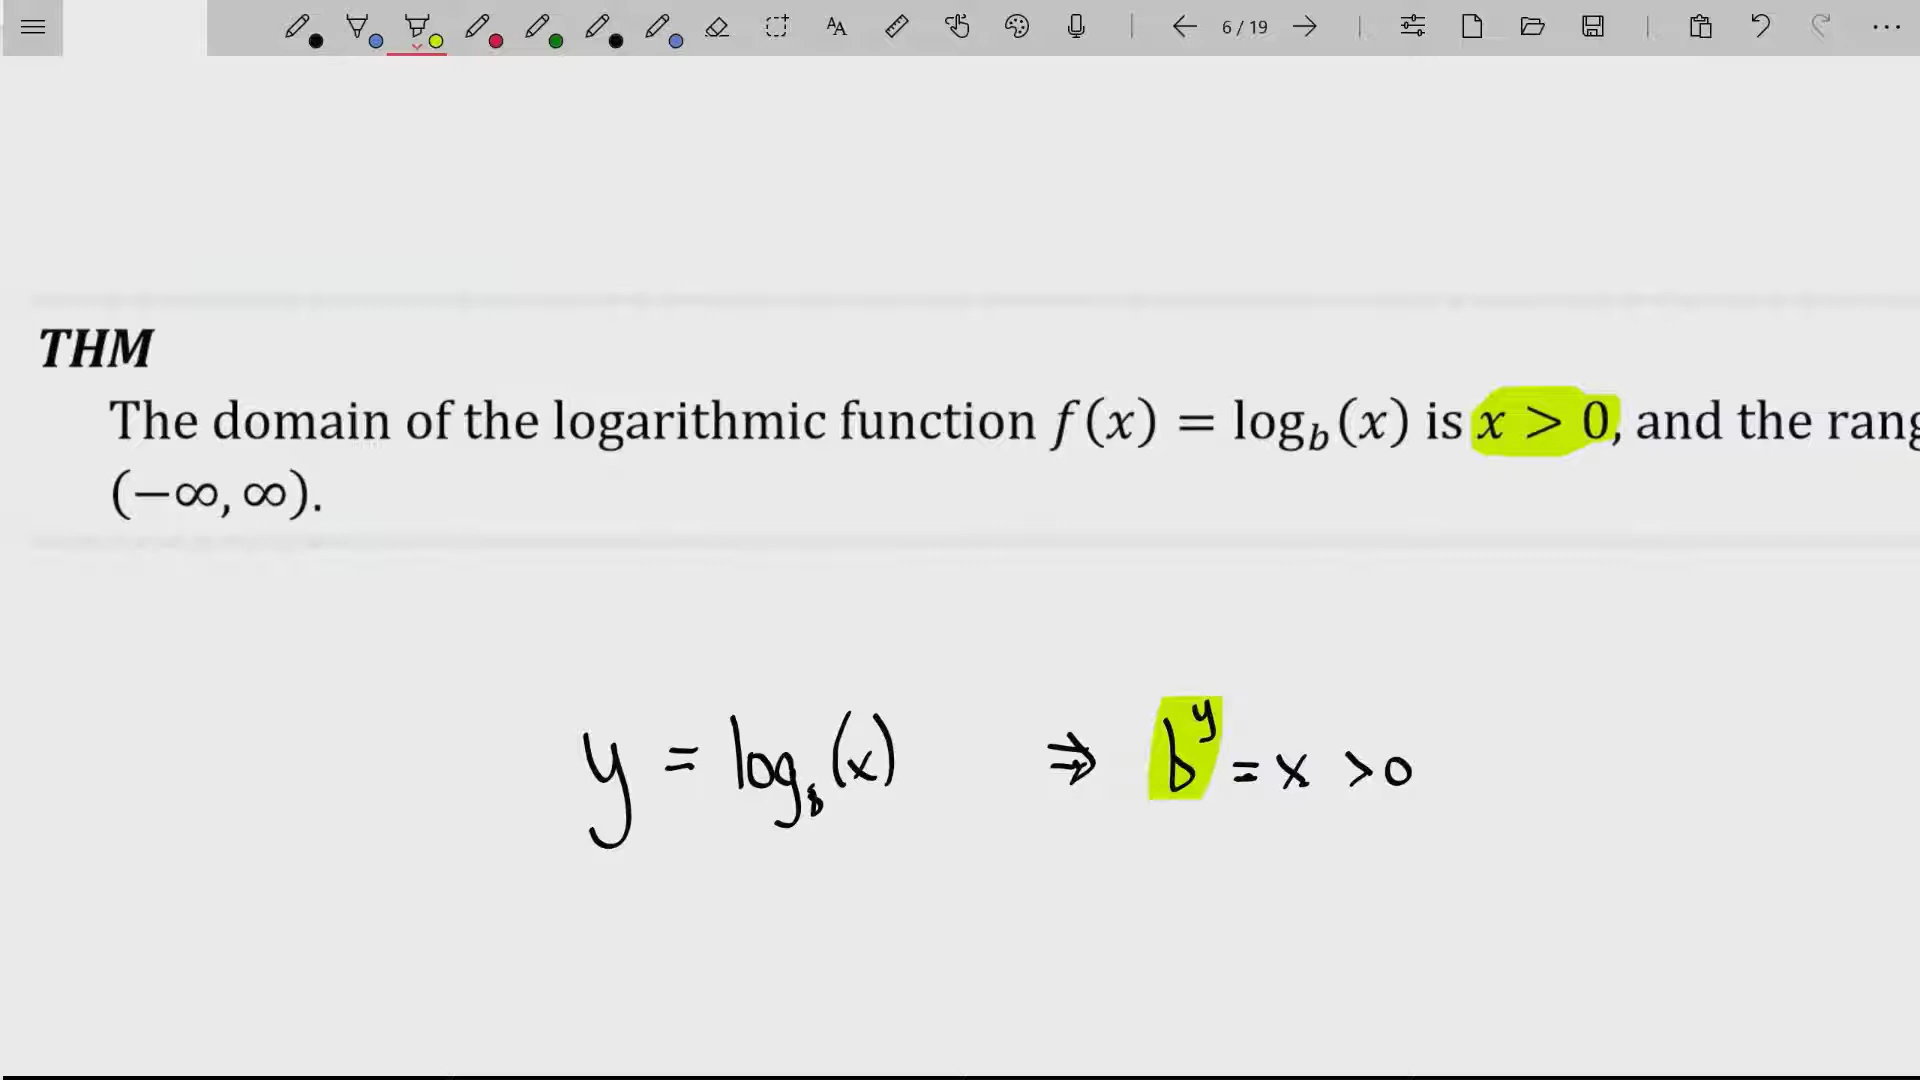 6 / 19
THM
The domain of the logarithmic function f(x) = log_b(x) is x > 0, and the rang
(−∞, ∞).
y = log_b(x) ⇒ b^y = x > 0